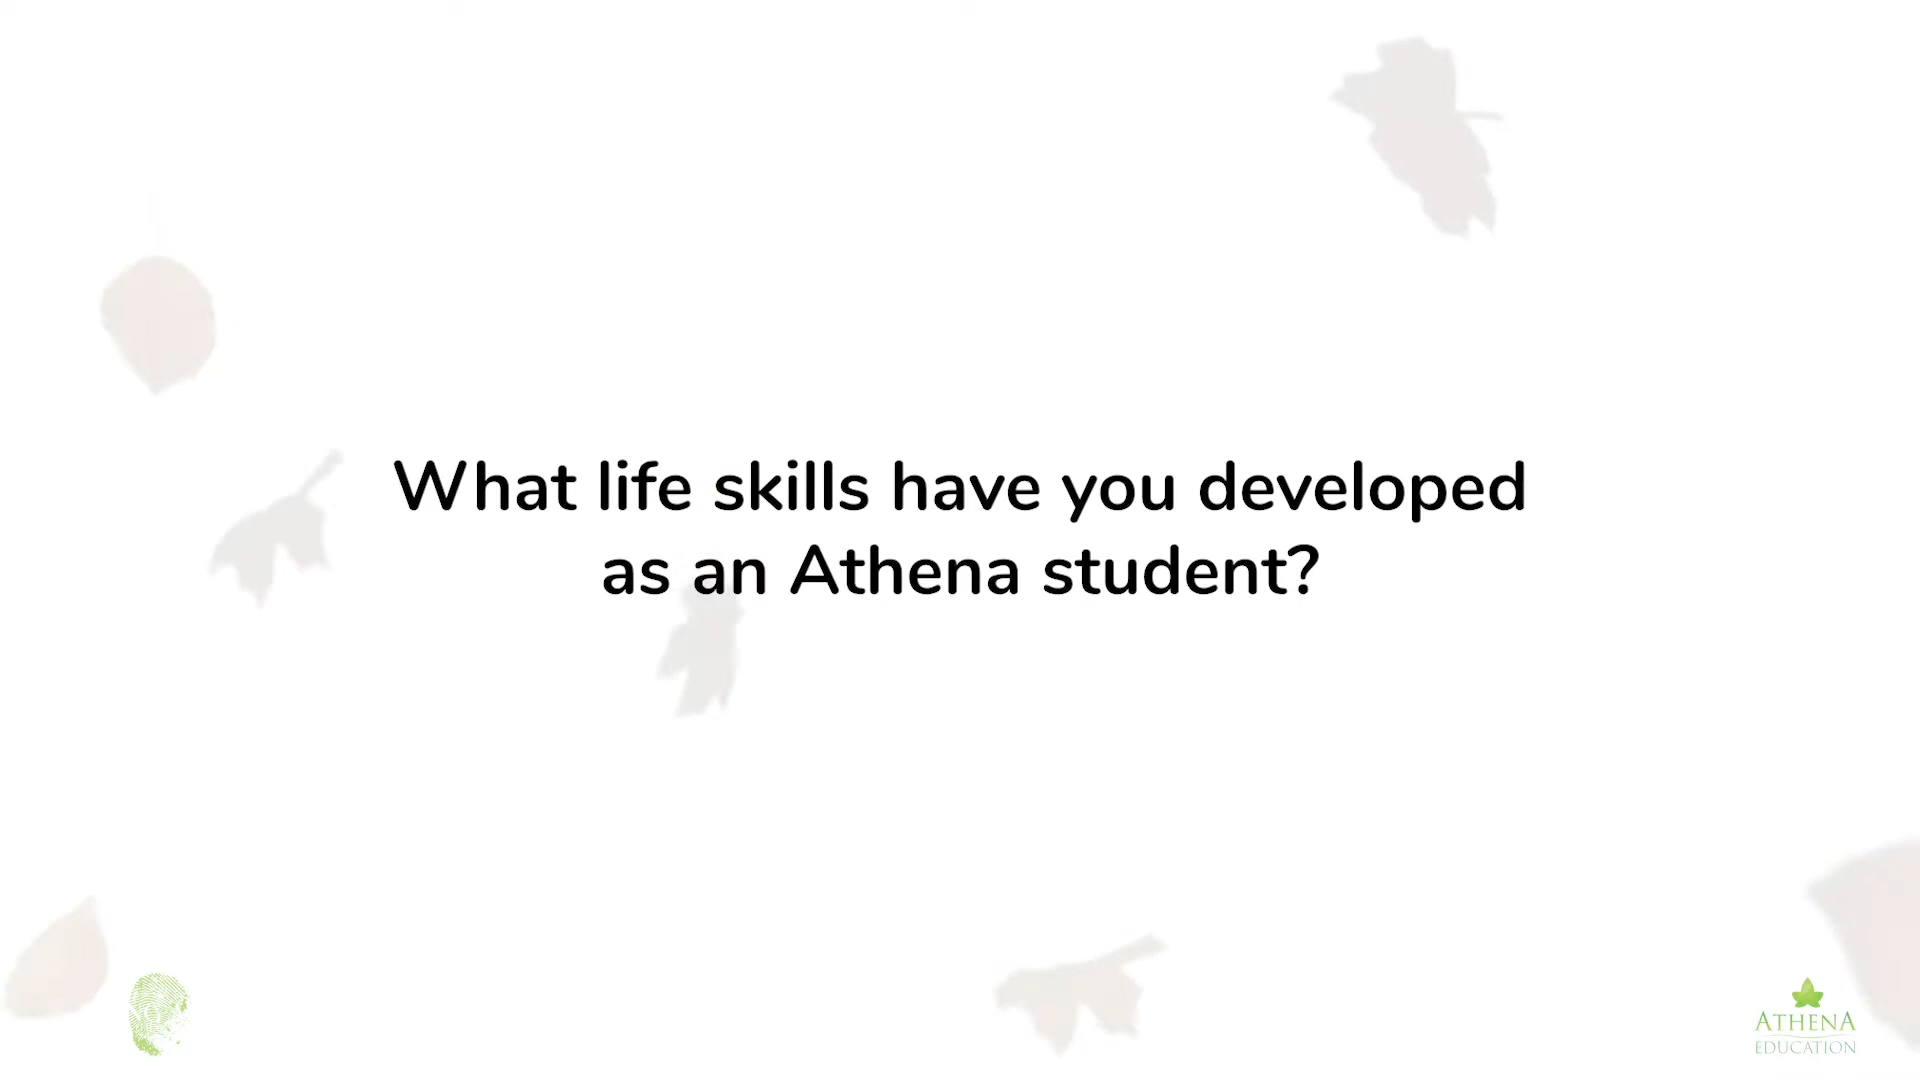 What life skills have you developed
as an Athena student?
ATHENA
EDUCATION